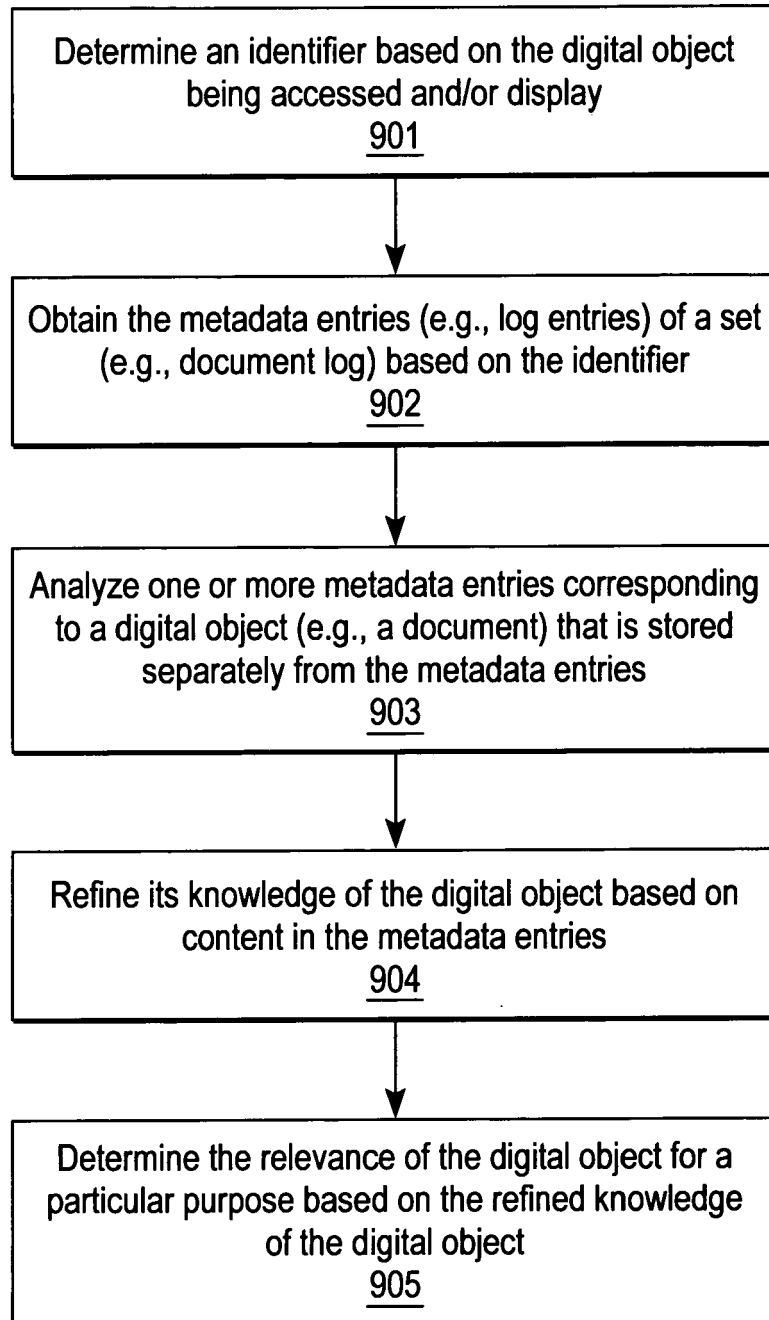 Determine an identifier based on the digital object
being accessed and/or display
901
Obtain the metadata entries (e.g., log entries) of a set
(e.g., document log) based on the identifier
902
Analyze one or more metadata entries corresponding
to a digital object (e.g., a document) that is stored
separately from the metadata entries
903
Refine its knowledge of the digital object based on
content in the metadata entries
904
Determine the relevance of the digital object for a
particular purpose based on the refined knowledge
of the digital object
905